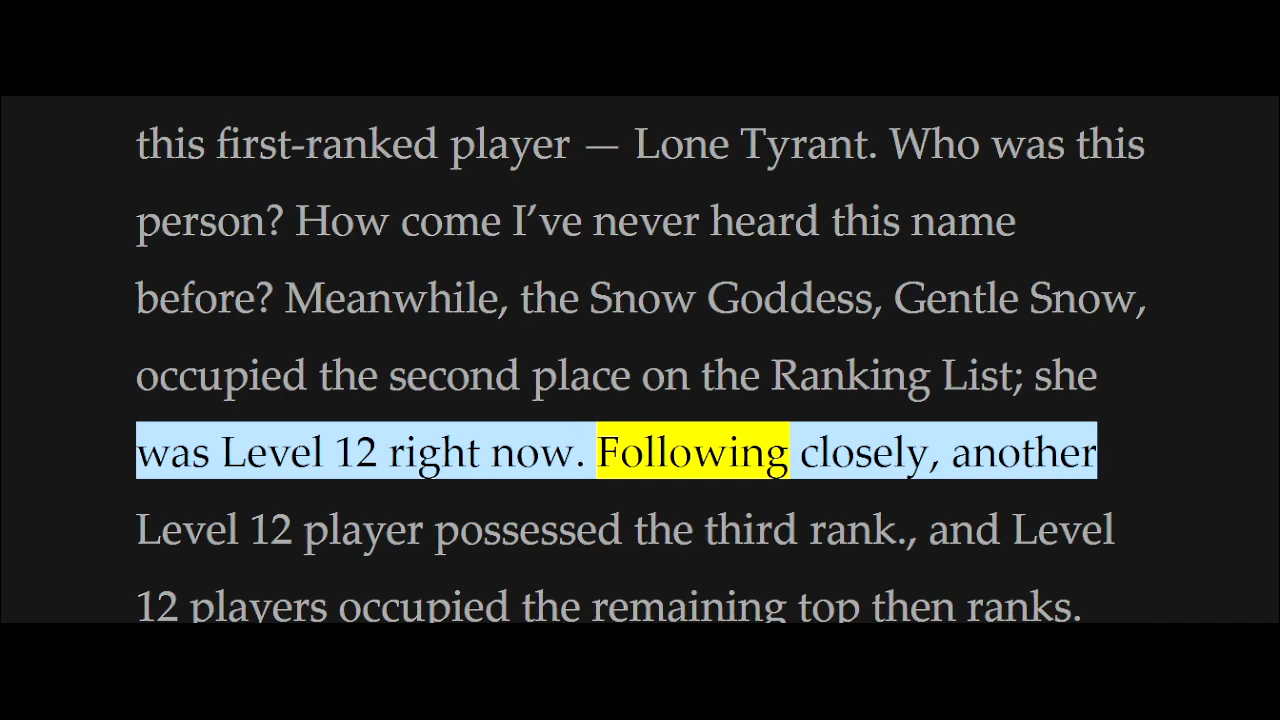 this first-ranked player — Lone Tyrant. Who was this
person? How come I’ve never heard this name
before? Meanwhile, the Snow Goddess, Gentle Snow,
occupied the second place on the Ranking List; she
was Level 12 right now. Following closely, another
Level 12 player possessed the third rank., and Level
12 players occupied the remaining top then ranks.